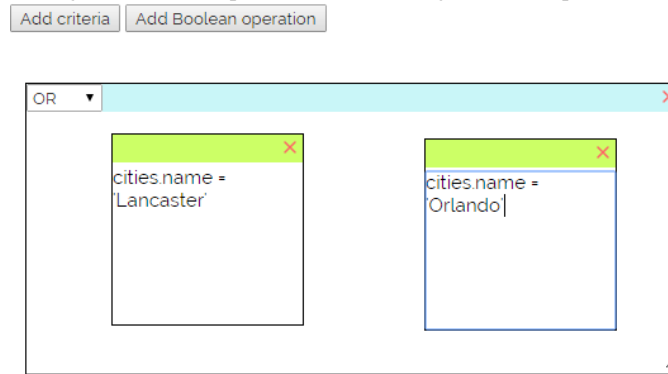 Add criteria Add Boolean operation
OR
cities.name =
'Lancaster'
cities.name =
'Orlando'